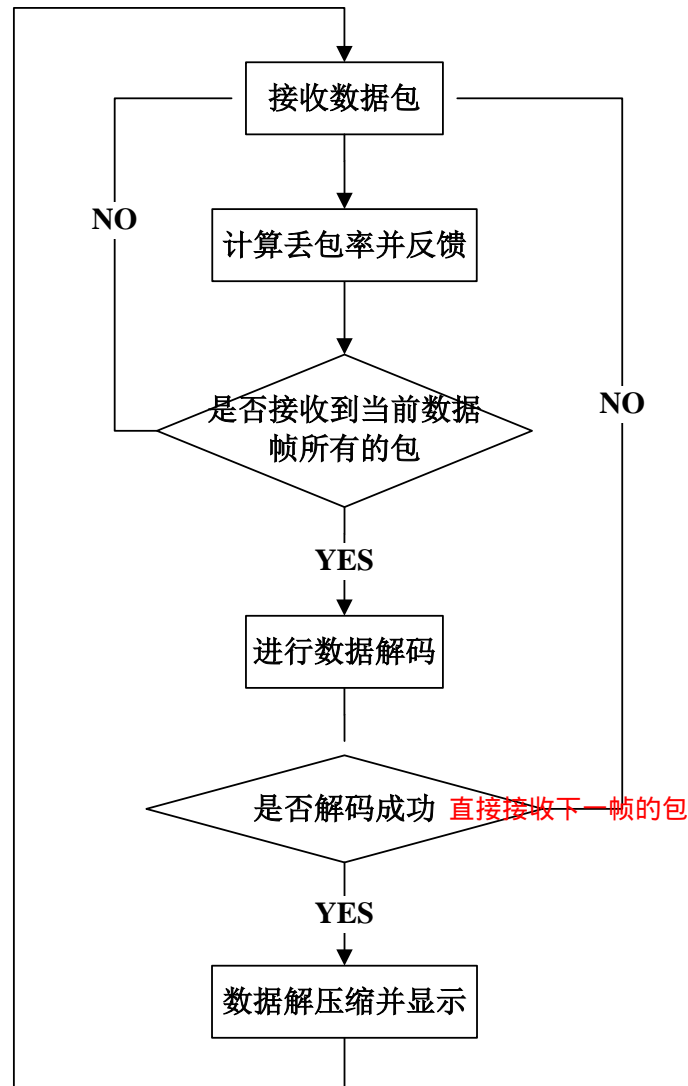 接收数据包
NO
计算丢包率并反馈
是否接收到当前数据
帧所有的包
NO
YES
进行数据解码
是否解码成功
直接接收下一帧的包
YES
数据解压缩并显示